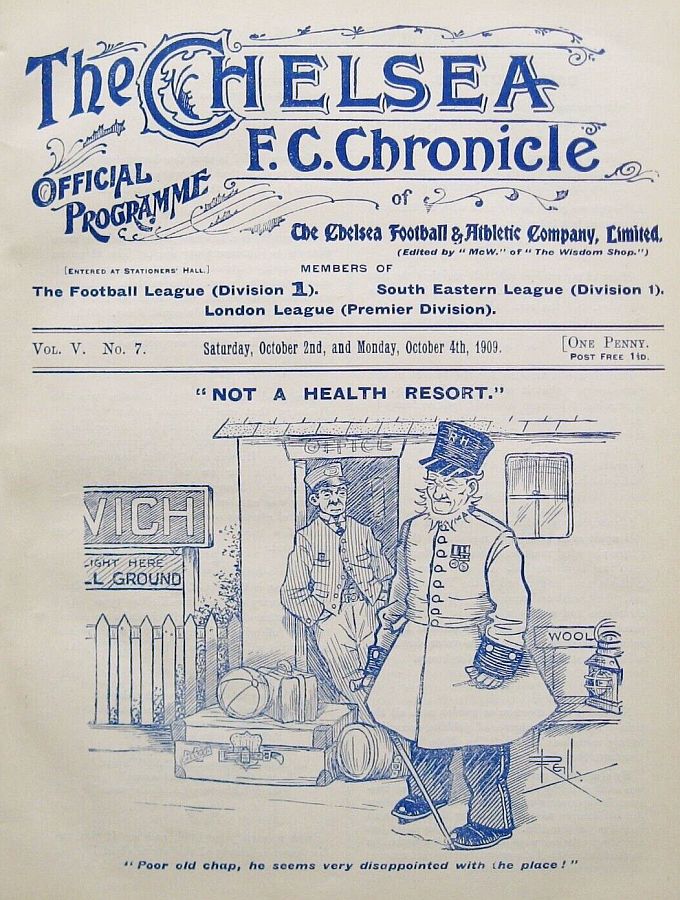 The CHELSEA
F.C. Chronicle
OFFICIAL
PROGRAMME
of
The Chelsea Football & Athletic Company, Limited.
(Edited by "McW." of "The Wisdom Shop.")
[ENTERED AT STATIONERS' HALL.]
MEMBERS OF
The Football League (Division 1).
South Eastern League (Division 1).
London League (Premier Division).
VOL. V. No. 7.
Saturday, October 2nd, and Monday, October 4th, 1909.
[ONE PENNY.
POST FREE 1½D.
"NOT A HEALTH RESORT."
OFFICE
R·H
VICH
LIGHT HERE
LL GROUND
WOOL
"Poor old chap, he seems very disappointed with the place!"